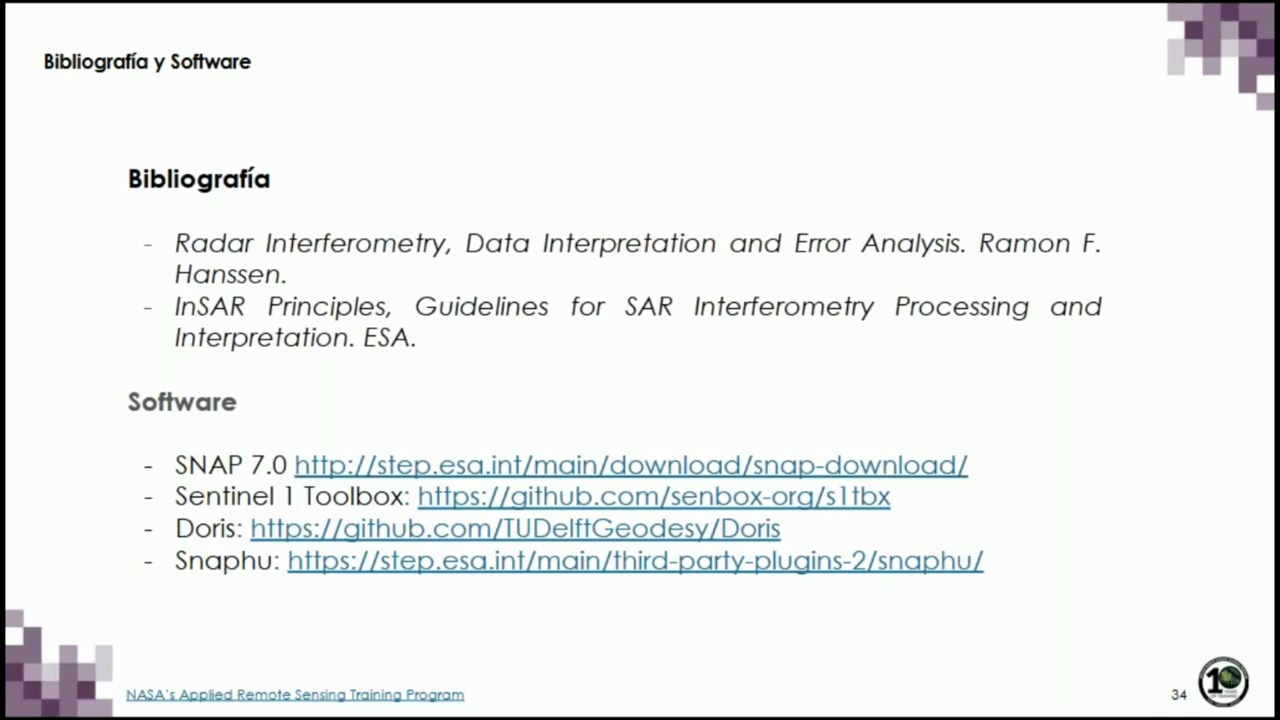 Bibliografía y Software
Bibliografía
- Radar Interferometry, Data Interpretation and Error Analysis. Ramon F.
Hanssen.
- InSAR Principles, Guidelines for SAR Interferometry Processing and
Interpretation. ESA.
Software
- SNAP 7.0 http://step.esa.int/main/download/snap-download/
- Sentinel 1 Toolbox: https://github.com/senbox-org/s1tbx
- Doris: https://github.com/TUDelftGeodesy/Doris
- Snaphu: https://step.esa.int/main/third-party-plugins-2/snaphu/
NASA's Applied Remote Sensing Training Program
34
10